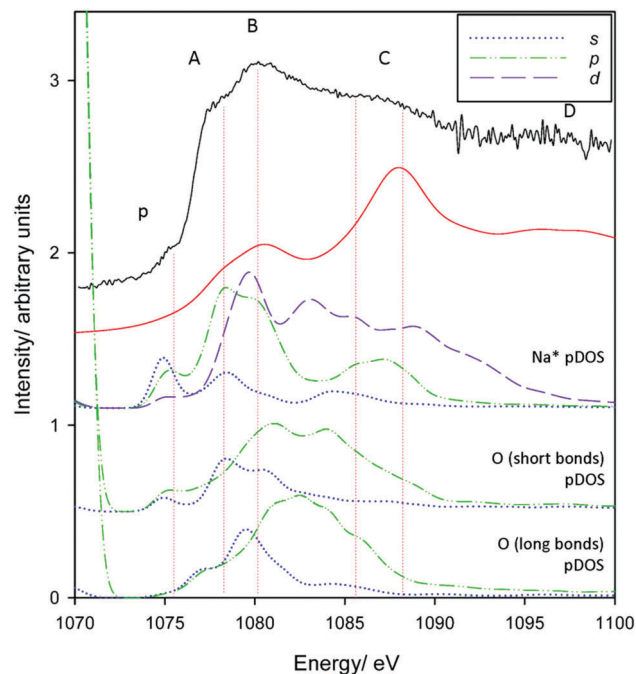 B
A
C
D
p
s
p
d
3
2
1
0
Na* pDOS
O (short bonds)
pDOS
O (long bonds)
pDOS
Intensity/ arbitrary units
1070 1075 1080 1085 1090 1095 1100
Energy/ eV